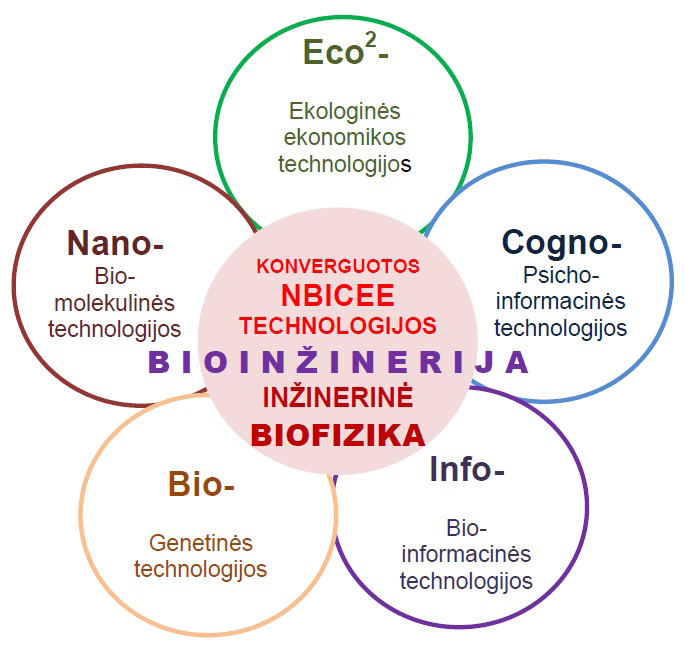 Eco²-
Ekologinės
ekonomikos
technologijos
Nano-
Bio-
molekulinės
technologijos
Cogno-
Psicho-
informacinės
technologijos
KONVERGUOTOS
NBICEE
TECHNOLOGIJOS
BIOINŽINERIJA
INŽINERINĖ
BIOFIZIKA
Bio-
Genetinės
technologijos
Info-
Bio-
informacinės
technologijos